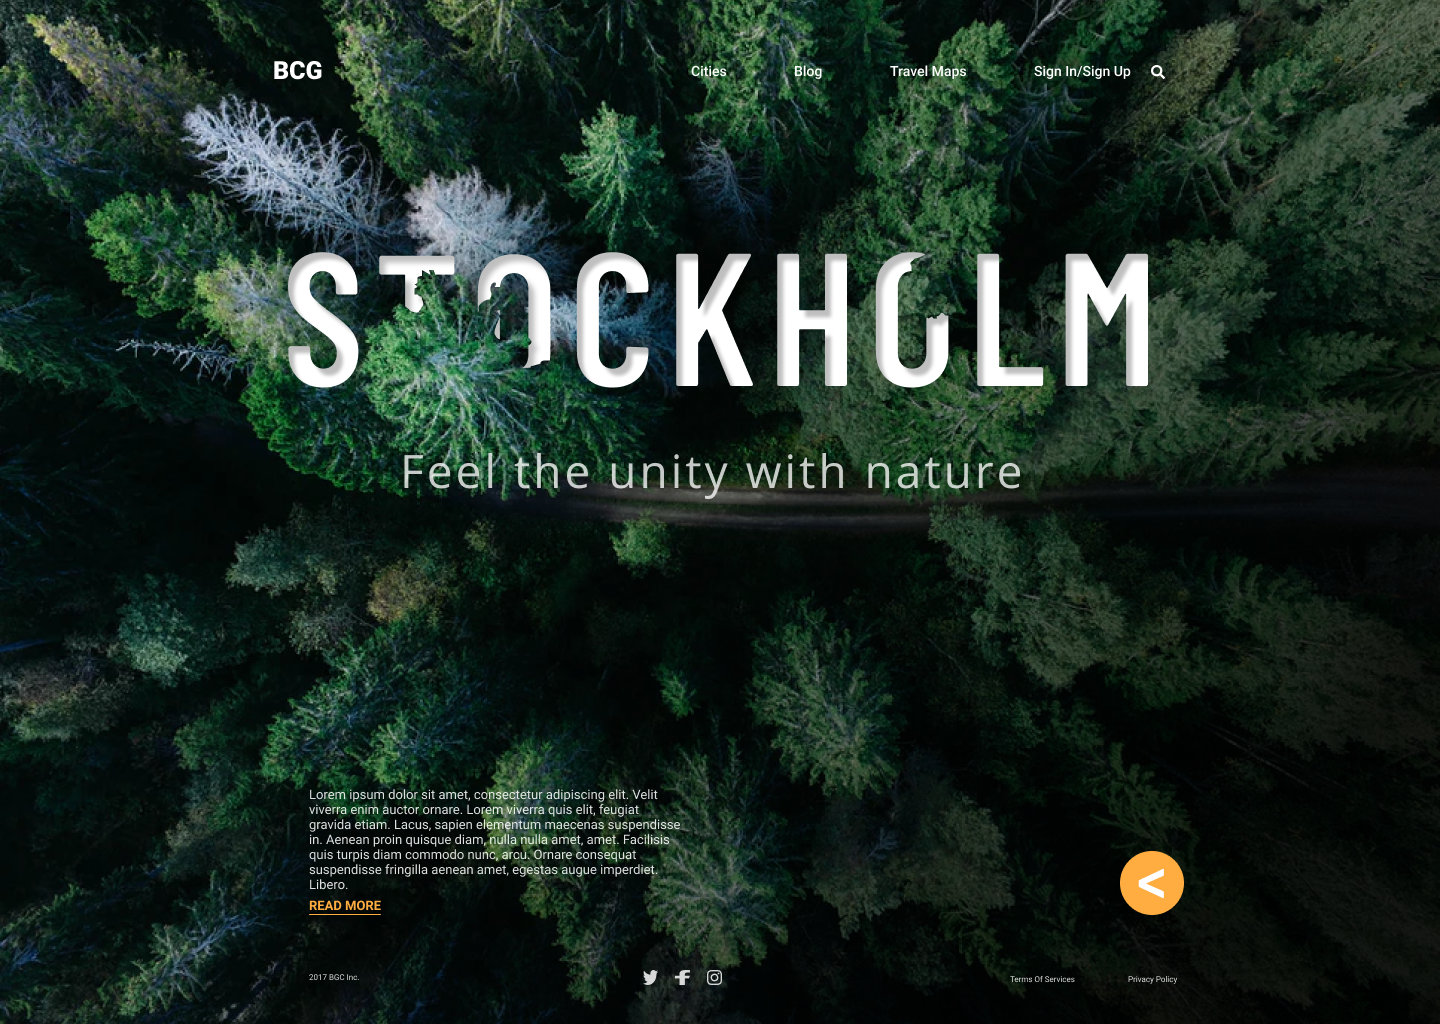 BCG
Cities
Blog
Travel Maps
Sign In/Sign Up
STOCKHOLM
Feel the unity with nature
Lorem ipsum dolor sit amet, consectetur adipiscing elit. Velit
viverra enim auctor ornare. Lorem viverra quis elit, feugiat
gravida etiam. Lacus, sapien elementum maecenas suspendisse
in. Aenean proin quisque diam, nulla nulla amet, amet. Facilisis
quis turpis diam commodo nunc, arcu. Ornare consequat
suspendisse fringilla aenean amet, egestas augue imperdiet.
Libero.
READ MORE
<
2017 BGC Inc.
Terms Of Services
Privacy Policy